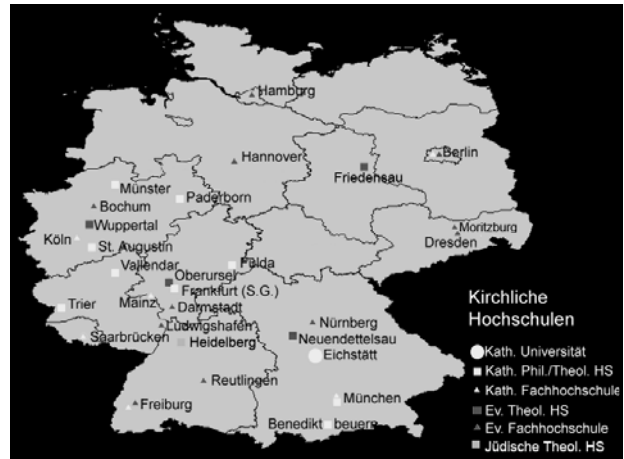 Hamburg
Hannover
Berlin
Friedensau
Münster
Paderborn
Bochum
Wuppertal
Köln
St. Augustin
Moritzburg
Dresden
Vallendar
Fulda
Oberursel
Frankfurt (S.G.)
Trier
Mainz
Darmstadt
Ludwigshafen
Saarbrücken
Heidelberg
Nürnberg
Neuendettelsau
Eichstätt
Reutlingen
Freiburg
München
Benediktbeuern
Kirchliche
Hochschulen
Kath. Universität
Kath. Phil./Theol. HS
Kath. Fachhochschule
Ev. Theol. HS
Ev. Fachhochschule
Jüdische Theol. HS